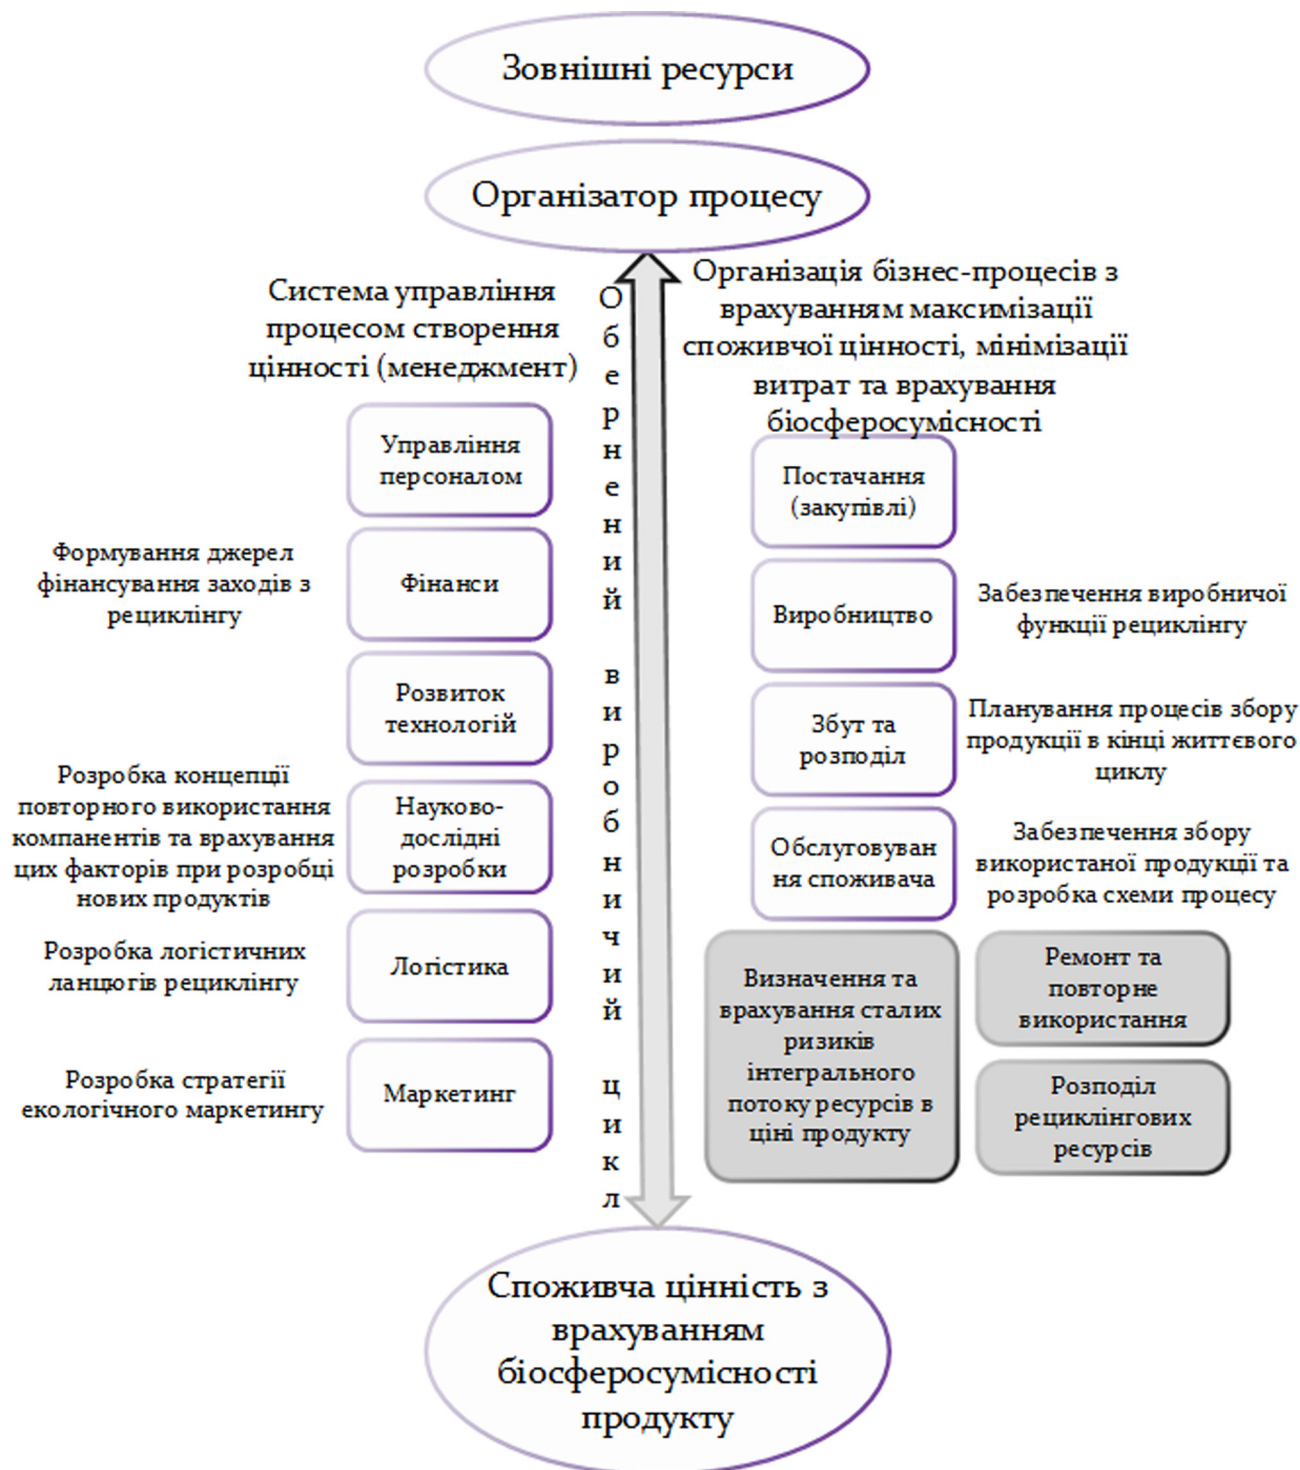 Зовнішні ресурси
Організатор процесу
Система управління
процесом створення
цінності (менеджмент)
Обернений виробничий цикл
Організація бізнес-процесів з
врахуванням максимізації
споживчої цінності, мінімізації
витрат та врахування
біосферосумісності
Управління
персоналом
Формування джерел
фінансування заходів з
рециклінгу
Фінанси
Розвиток
технологій
Розробка концепції
повторного використання
компанентів та врахування
цих факторів при розробці
нових продуктів
Науково-
дослідні
розробки
Розробка логістичних
ланцюгів рециклінгу
Логістика
Розробка стратегії
екологічного маркетингу
Маркетинг
Постачання
(закупівлі)
Виробництво
Забезпечення виробничої
функції рециклінгу
Збут та
розподіл
Планування процесів збору
продукції в кінці життєвого
циклу
Обслуговуван
ня споживача
Забезпечення збору
використаної продукції та
розробка схеми процесу
Визначення та
врахування сталих
ризиків
інтегрального
потоку ресурсів в
ціні продукту
Ремонт та
повторне
використання
Розподіл
рециклінгових
ресурсів
Споживча цінність з
врахуванням
біосферосумісності
продукту